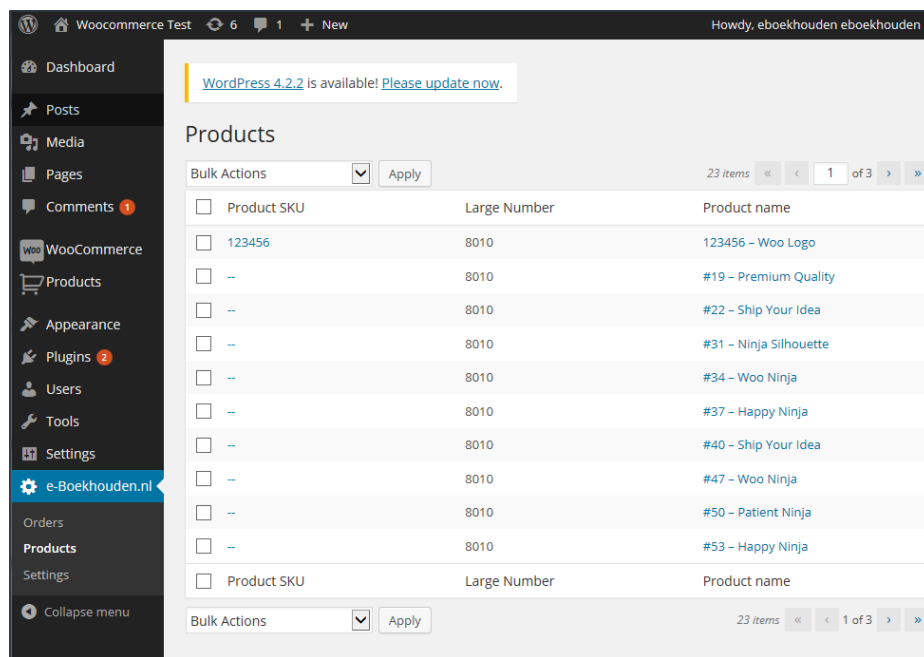 Woocommerce Test 6 1 New Howdy, eboekhouden eboekhouden
Dashboard
Posts
Media
Pages
Comments 1
WOO WooCommerce
Products
Appearance
Plugins 2
Users
Tools
Settings
e-Boekhouden.nl
Orders
Products
Settings
Collapse menu
WordPress 4.2.2 is available! Please update now.
Products
Bulk Actions Apply 23 items « ‹ 1 of 3 › »
Product SKU Large Number Product name
123456 8010 123456 – Woo Logo
-- 8010 #19 – Premium Quality
-- 8010 #22 – Ship Your Idea
-- 8010 #31 – Ninja Silhouette
-- 8010 #34 – Woo Ninja
-- 8010 #37 – Happy Ninja
-- 8010 #40 – Ship Your Idea
-- 8010 #47 – Woo Ninja
-- 8010 #50 – Patient Ninja
-- 8010 #53 – Happy Ninja
Product SKU Large Number Product name
Bulk Actions Apply 23 items « ‹ 1 of 3 › »